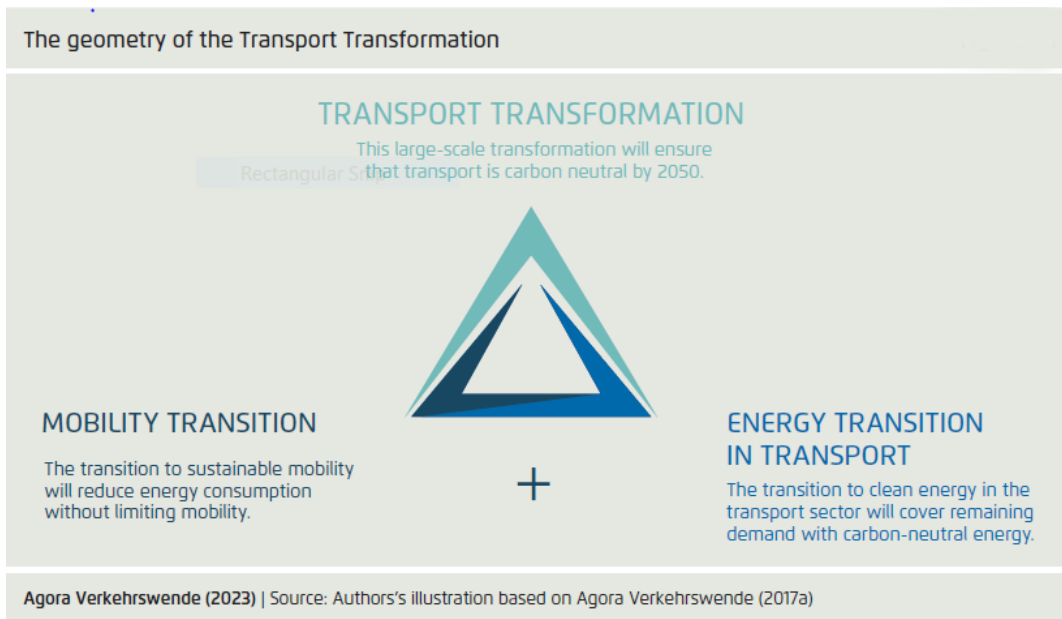 The geometry of the Transport Transformation
TRANSPORT TRANSFORMATION
This large-scale transformation will ensure
that transport is carbon neutral by 2050.
Rectangular
MOBILITY TRANSITION
The transition to sustainable mobility
will reduce energy consumption
without limiting mobility.
+
ENERGY TRANSITION
IN TRANSPORT
The transition to clean energy in the
transport sector will cover remaining
demand with carbon-neutral energy.
Agora Verkehrswende (2023) | Source: Authors's illustration based on Agora Verkehrswende (2017a)